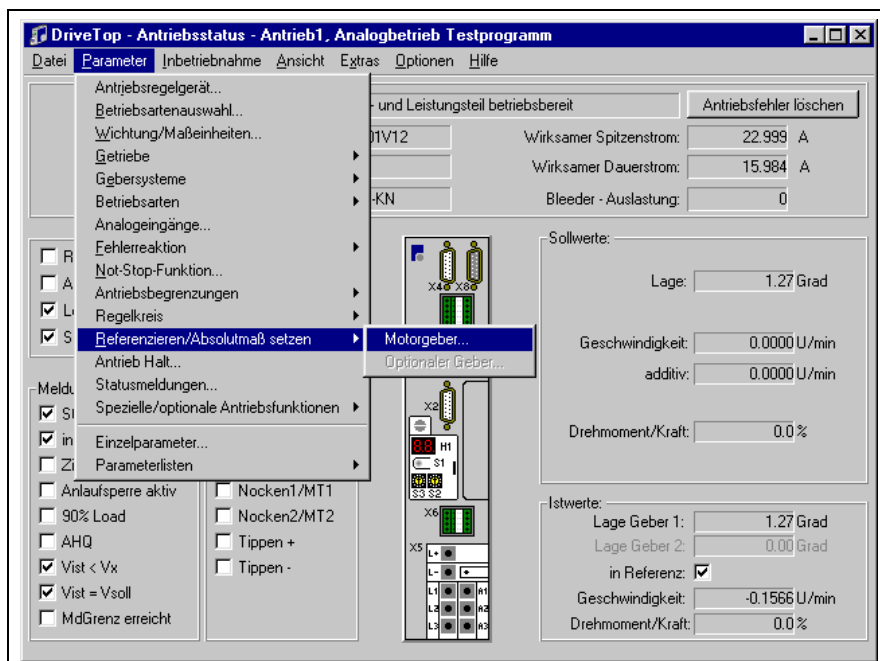 DriveTop - Antriebsstatus - Antrieb1, Analogbetrieb Testprogramm
Datei Parameter Inbetriebnahme Ansicht Extras Optionen Hilfe
Antriebsregelgerät...
Betriebsartenauswahl...
Wichtung/Maßeinheiten...
Getriebe
Gebersysteme
Betriebsarten
Analogeingänge...
Fehlerreaktion
Not-Stop-Funktion...
Antriebsbegrenzungen
Regelkreis
Referenzieren/Absolutmaß setzen
Antrieb Halt...
Statusmeldungen...
Spezielle/optionale Antriebsfunktionen
Einzelparameter...
Parameterlisten
Motorgeber...
Optionaler Geber...
- und Leistungsteil betriebsbereit
Antriebsfehler löschen
01V12
-KN
Wirksamer Spitzenstrom: 22.999 A
Wirksamer Dauerstrom: 15.984 A
Bleeder - Auslastung: 0
R
A
L
S
Meldu
St
in
Zi
Anlaufsperre aktiv
90% Load
AHQ
Vist < Vx
Vist = Vsoll
MdGrenz erreicht
Nocken1/MT1
Nocken2/MT2
Tippen +
Tippen -
X4 X8
X2
8.8. H1
S1
S3 S2
X6
X5 L+
L-
L1 A1
L2 A2
L3 A3
Sollwerte:
Lage: 1.27 Grad
Geschwindigkeit: 0.0000 U/min
additiv: 0.0000 U/min
Drehmoment/Kraft: 0.0 %
Istwerte:
Lage Geber 1: 1.27 Grad
Lage Geber 2: 0.00 Grad
in Referenz:
Geschwindigkeit: -0.1566 U/min
Drehmoment/Kraft: 0.0 %